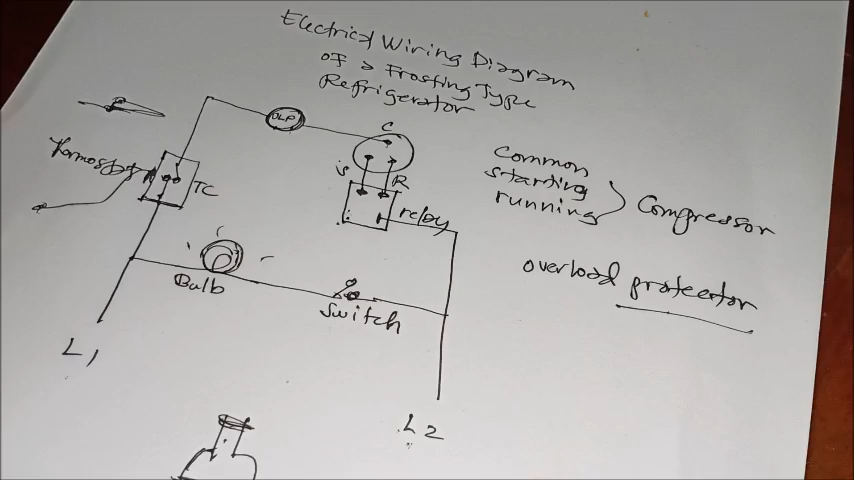 Electrical Wiring Diagram
of a Frosting Type
Refrigerator
OLP
C
S
R
Thermostat
TC
relay
Common
starting
running
Compressor
overload protector
Bulb
Switch
L1
L2